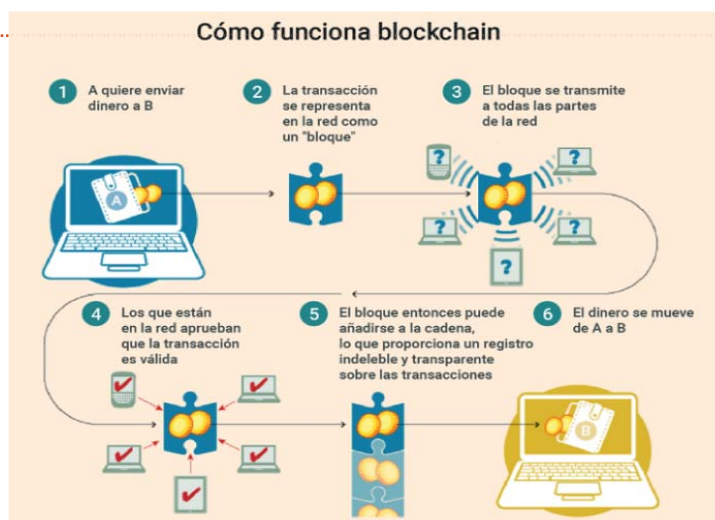 Cómo funciona blockchain
1
A quiere enviar
dinero a B
2
La transacción
se representa
en la red como
un "bloque"
3
El bloque se transmite
a todas las partes
de la red
A
?
?
?
?
?
4
Los que están
en la red aprueban
que la transacción
es válida
5
El bloque entonces puede
añadirse a la cadena,
lo que proporciona un registro
indeleble y transparente
sobre las transacciones
6
El dinero se mueve
de A a B
B